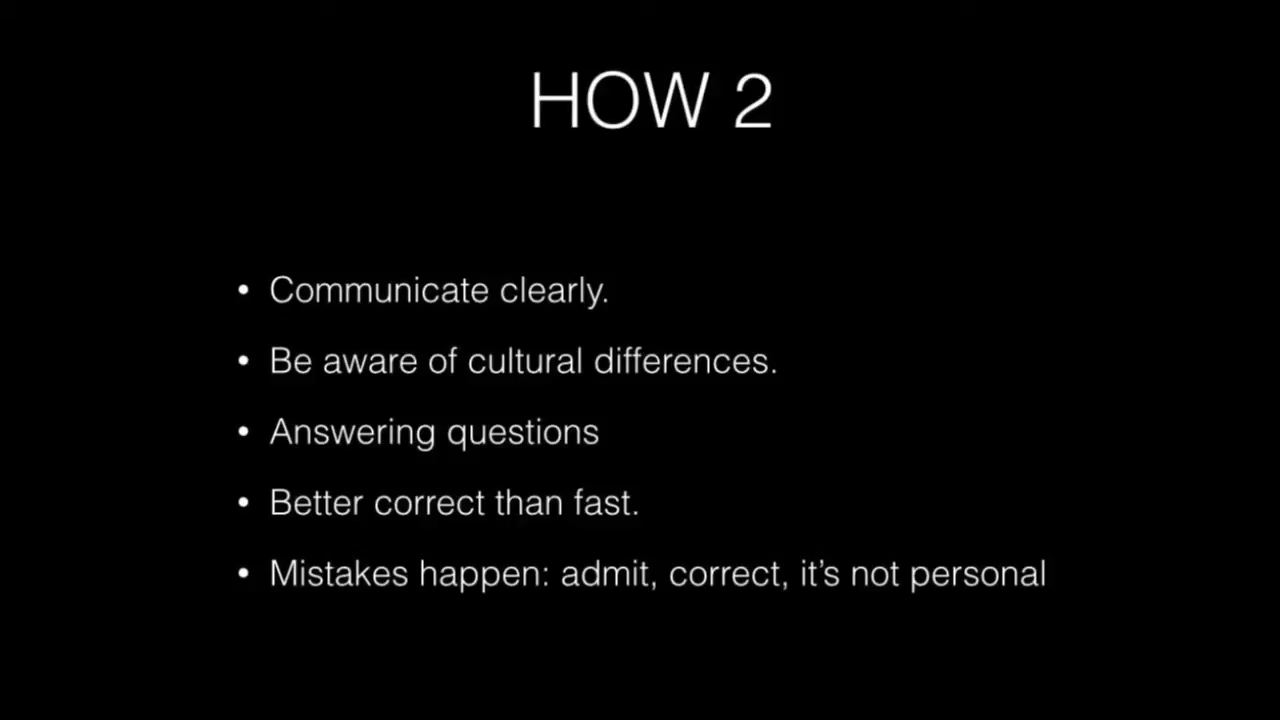 HOW 2
• Communicate clearly.
• Be aware of cultural differences.
• Answering questions
• Better correct than fast.
• Mistakes happen: admit, correct, it’s not personal